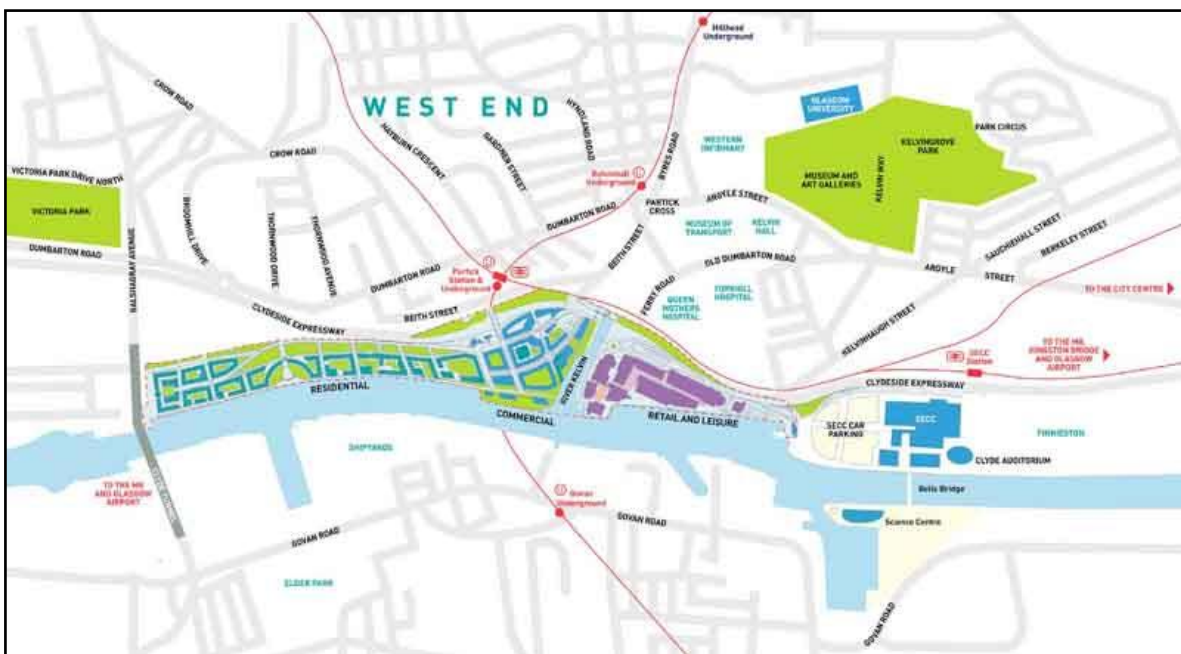 Hillhead
Underground
WEST END
CROW ROAD
CROW ROAD
HAYBURN CRESCENT
GARDNER STREET
HYNDLAND ROAD
BYRES ROAD
GLASGOW
UNIVERSITY
WESTERN
INFIRMARY
PARK CIRCUS
KELVINGROVE
PARK
KELVIN WAY
MUSEUM AND
ART GALLERIES
VICTORIA PARK DRIVE NORTH
VICTORIA PARK
DUMBARTON ROAD
BALSHAGRAY AVENUE
BROOMHILL DRIVE
THORNWOOD DRIVE
THORNWOOD AVENUE
Underground
PARTICK
CROSS
ARGYLE STREET
DUMBARTON ROAD
MUSEUM OF
TRANSPORT
KELVIN
HALL
SAUCHIEHALL STREET
BERKELEY STREET
DUMBARTON ROAD
Partick
Station &
Underground
BEITH STREET
OLD DUMBARTON ROAD
ARGYLE
STREET
TO THE CITY CENTRE
BEITH STREET
FERRY ROAD
QUEEN
MOTHERS
HOSPITAL
YORKHILL
HOSPITAL
KELVINHAUGH STREET
CLYDESIDE EXPRESSWAY
SECC
Station
TO THE M8,
KINGSTON BRIDGE
AND GLASGOW
AIRPORT
CLYDESIDE EXPRESSWAY
RESIDENTIAL
COMMERCIAL
RIVER KELVIN
RETAIL AND LEISURE
SECC CAR
PARKING
SECC
FINNIESTON
CLYDE AUDITORIUM
SHIPYARDS
CLYDE TUNNEL
TO THE M8
AND GLASGOW
AIRPORT
Govan
Underground
Bells Bridge
Science Centre
GOVAN ROAD
GOVAN ROAD
ELDER PARK
GOVAN ROAD